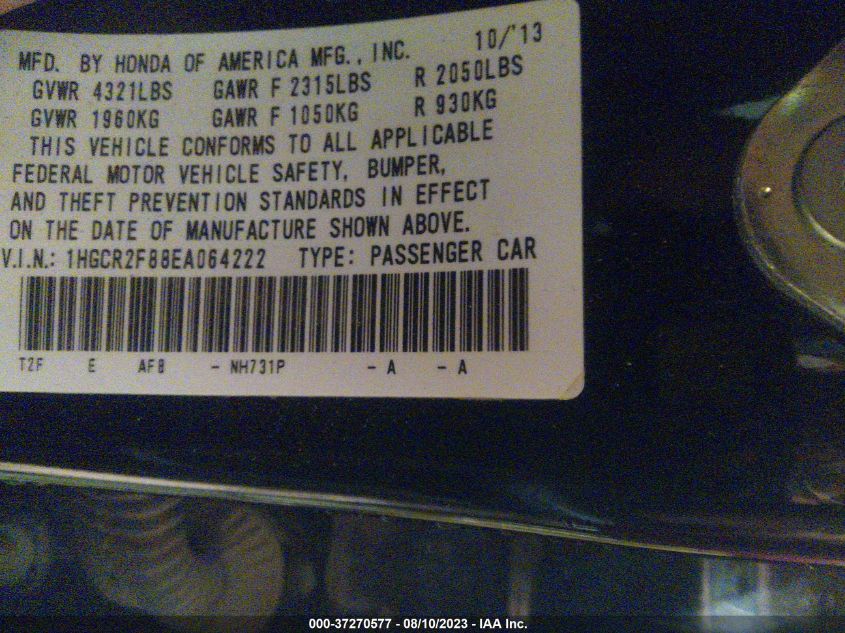 MFD. BY HONDA OF AMERICA MFG., INC. 10/'13
GVWR 4321LBS GAWR F 2315LBS R 2050LBS
GVWR 1960KG GAWR F 1050KG R 930KG
THIS VEHICLE CONFORMS TO ALL APPLICABLE
FEDERAL MOTOR VEHICLE SAFETY, BUMPER,
AND THEFT PREVENTION STANDARDS IN EFFECT
ON THE DATE OF MANUFACTURE SHOWN ABOVE.
V.I.N.: 1HGCR2F88EA064222 TYPE: PASSENGER CAR
T2F E AF8 - NH731P - A - A
000-37270577 - 08/10/2023 - IAA Inc.